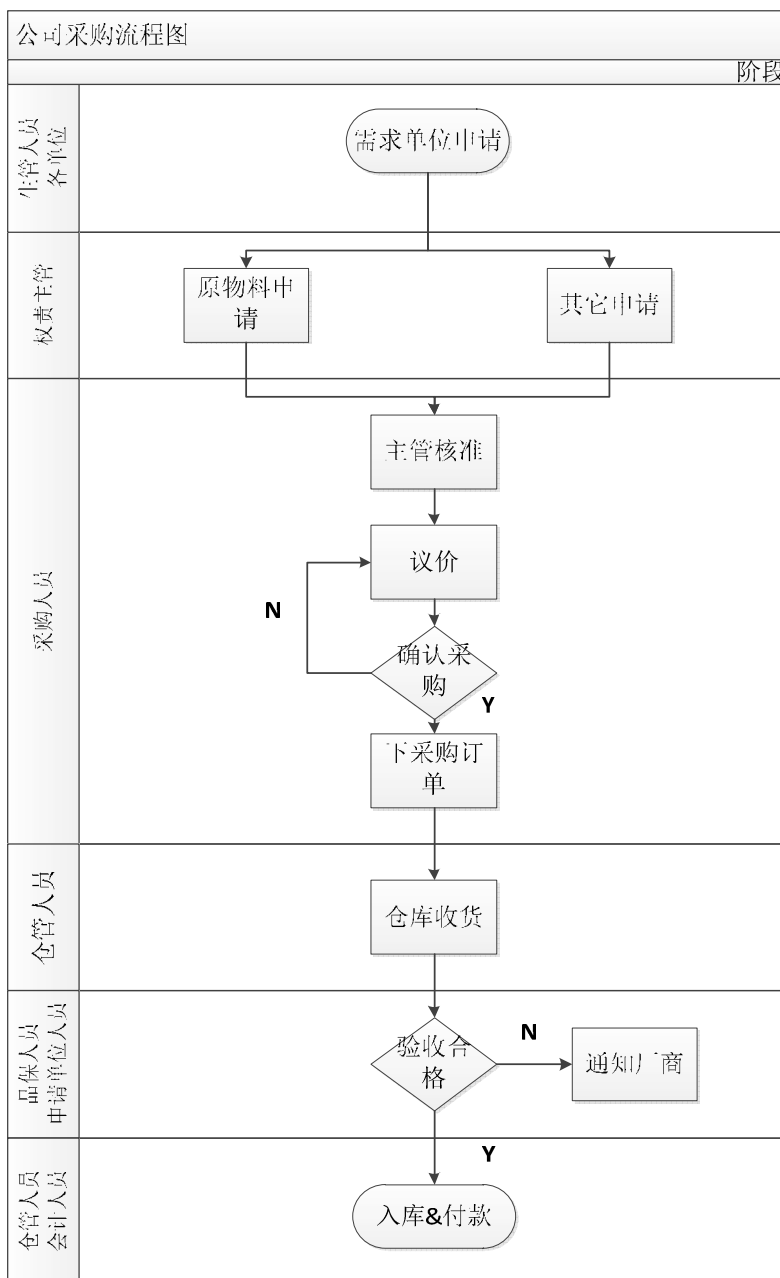 公司采购流程图
阶段
生管人员
各单位
需求单位申请
权责主管
原物料申
请
其它申请
采购人员
主管核准
议价
N
确认采
购
Y
下采购订
单
仓管人员
仓库收货
品保人员
申请单位人员
验收合
格
N
通知厂商
Y
仓管人员
会计人员
入库&付款